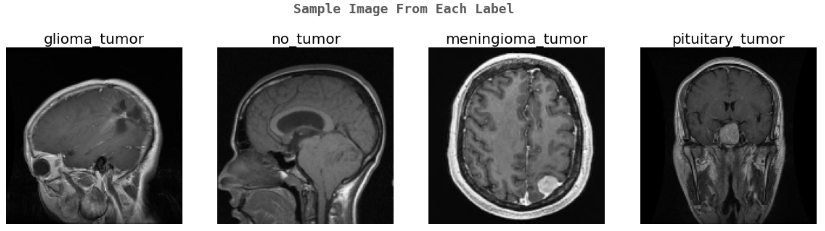 Sample Image From Each Label
glioma_tumor
no_tumor
meningioma_tumor
pituitary_tumor